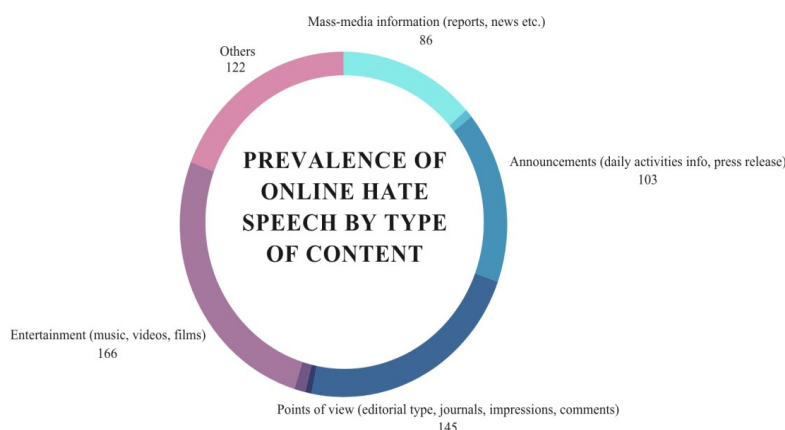 Mass-media information (reports, news etc.)
86
Others
122
PREVALENCE OF
ONLINE HATE
SPEECH BY TYPE
OF CONTENT
Announcements (daily activities info, press release)
103
Entertainment (music, videos, films)
166
Points of view (editorial type, journals, impressions, comments)
145